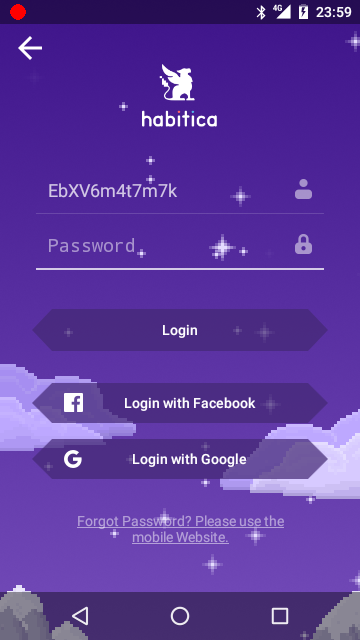 4G 23:59
habitica
EbXV6m4t7m7k
Password
Login
Login with Facebook
Login with Google
Forgot Password? Please use the
mobile Website.